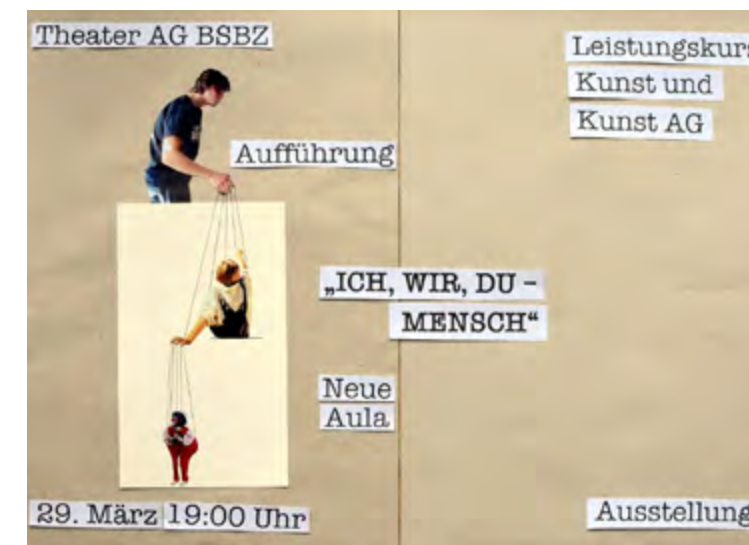 Theater AG BSBZ
Aufführung
„ICH, WIR, DU –
MENSCH“
Neue
Aula
29. März 19:00 Uhr
Leistungskurs
Kunst und
Kunst AG
Ausstellung